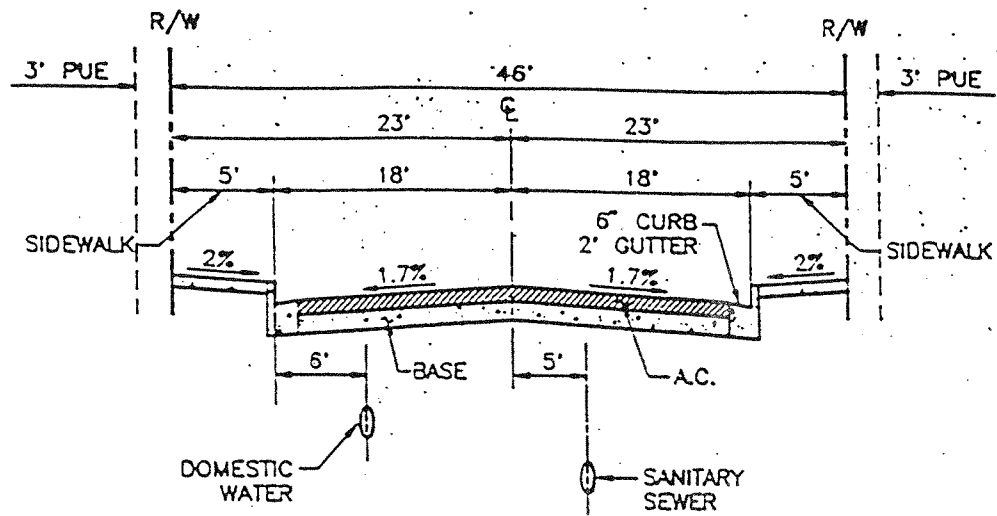 R/W
R/W
3' PUE
46'
3' PUE
℄
23'
23'
5'
18'
18'
5'
6" CURB
2' GUTTER
SIDEWALK
SIDEWALK
2%
1.7%
1.7%
2%
6'
BASE
5'
A.C.
DOMESTIC
WATER
SANITARY
SEWER